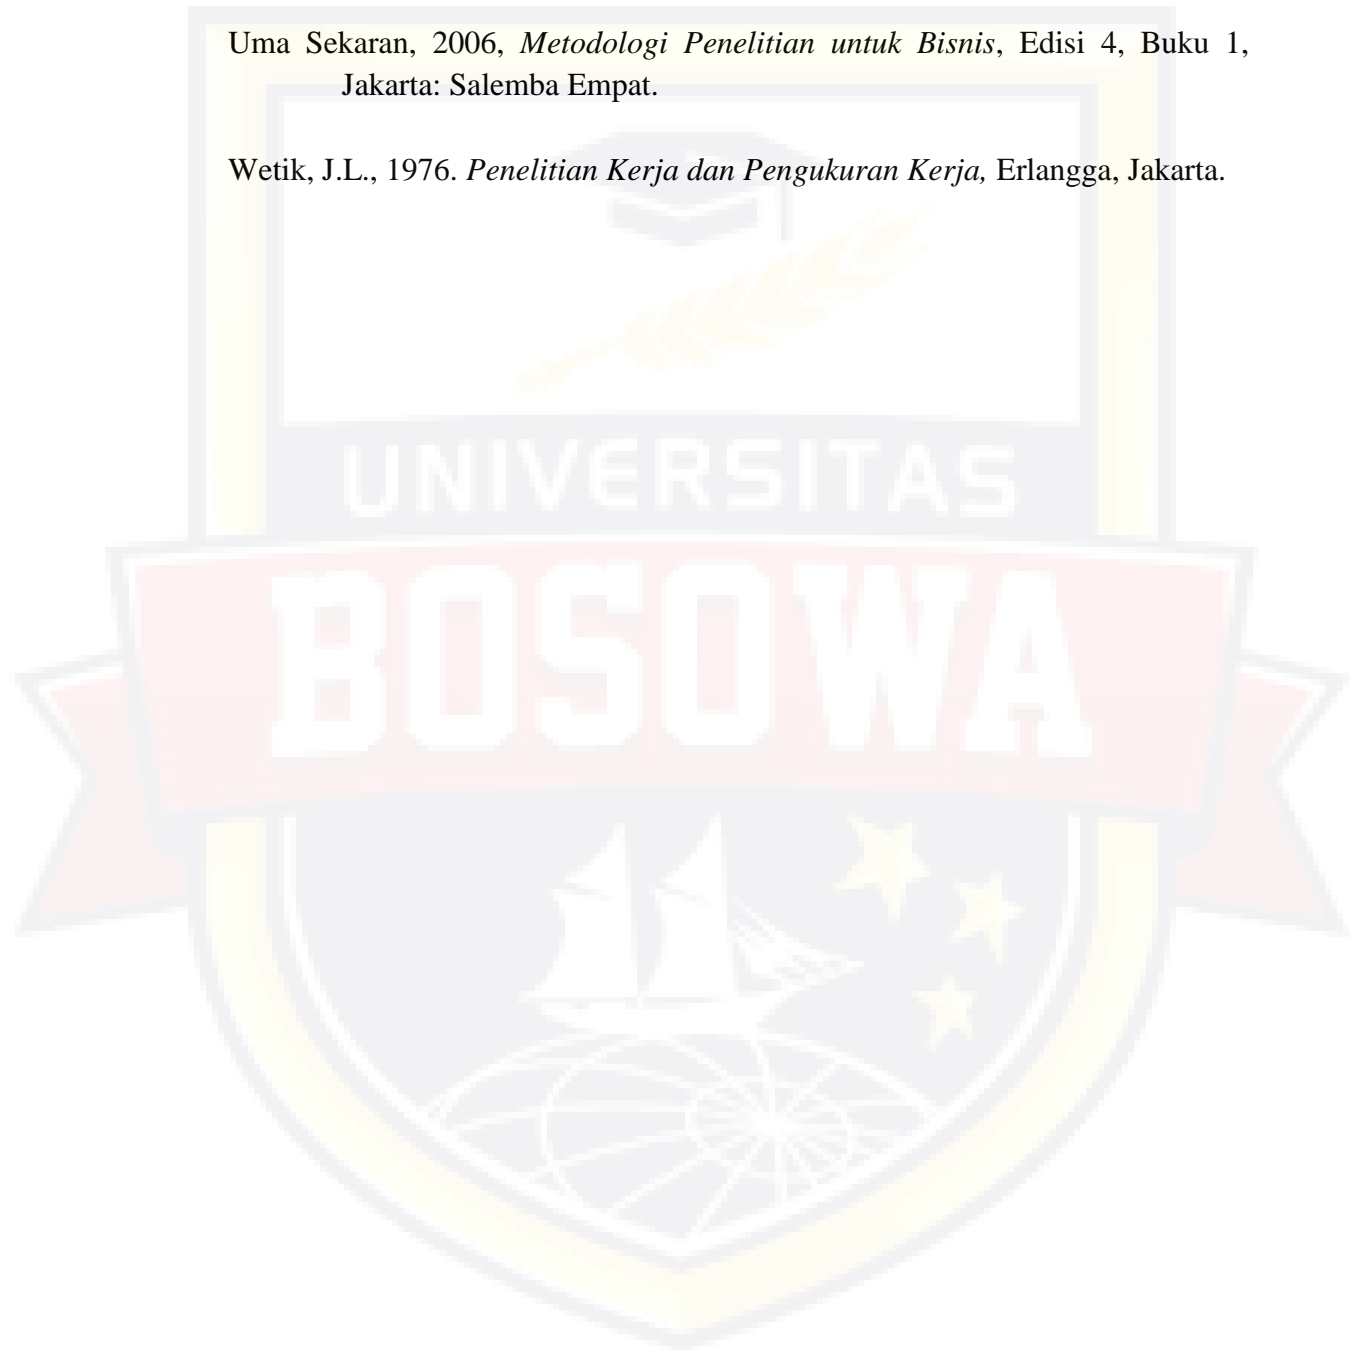 Uma Sekaran, 2006, Metodologi Penelitian untuk Bisnis, Edisi 4, Buku 1,
Jakarta: Salemba Empat.
Wetik, J.L., 1976. Penelitian Kerja dan Pengukuran Kerja, Erlangga, Jakarta.
UNIVERSITAS
BOSOWA